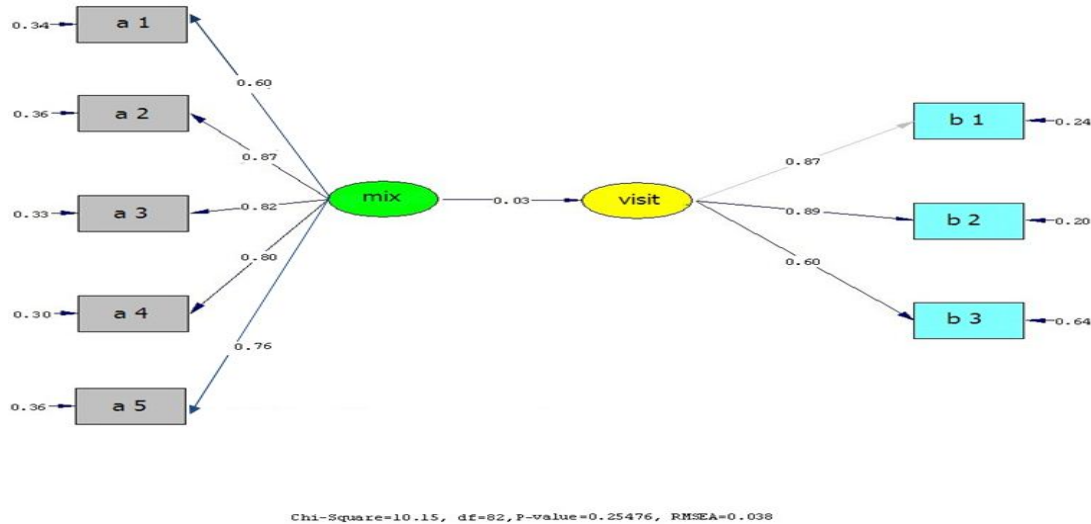 0.34 a 1
0.60
0.36 a 2
0.87
0.33 a 3
0.82
mix
0.80
0.30 a 4
0.76
0.36 a 5
0.03
visit
b 1 0.24
0.87
b 2 0.20
0.89
b 3 0.64
0.60
Chi-Square=10.15, df=82,P-value=0.25476, RMSEA=0.038